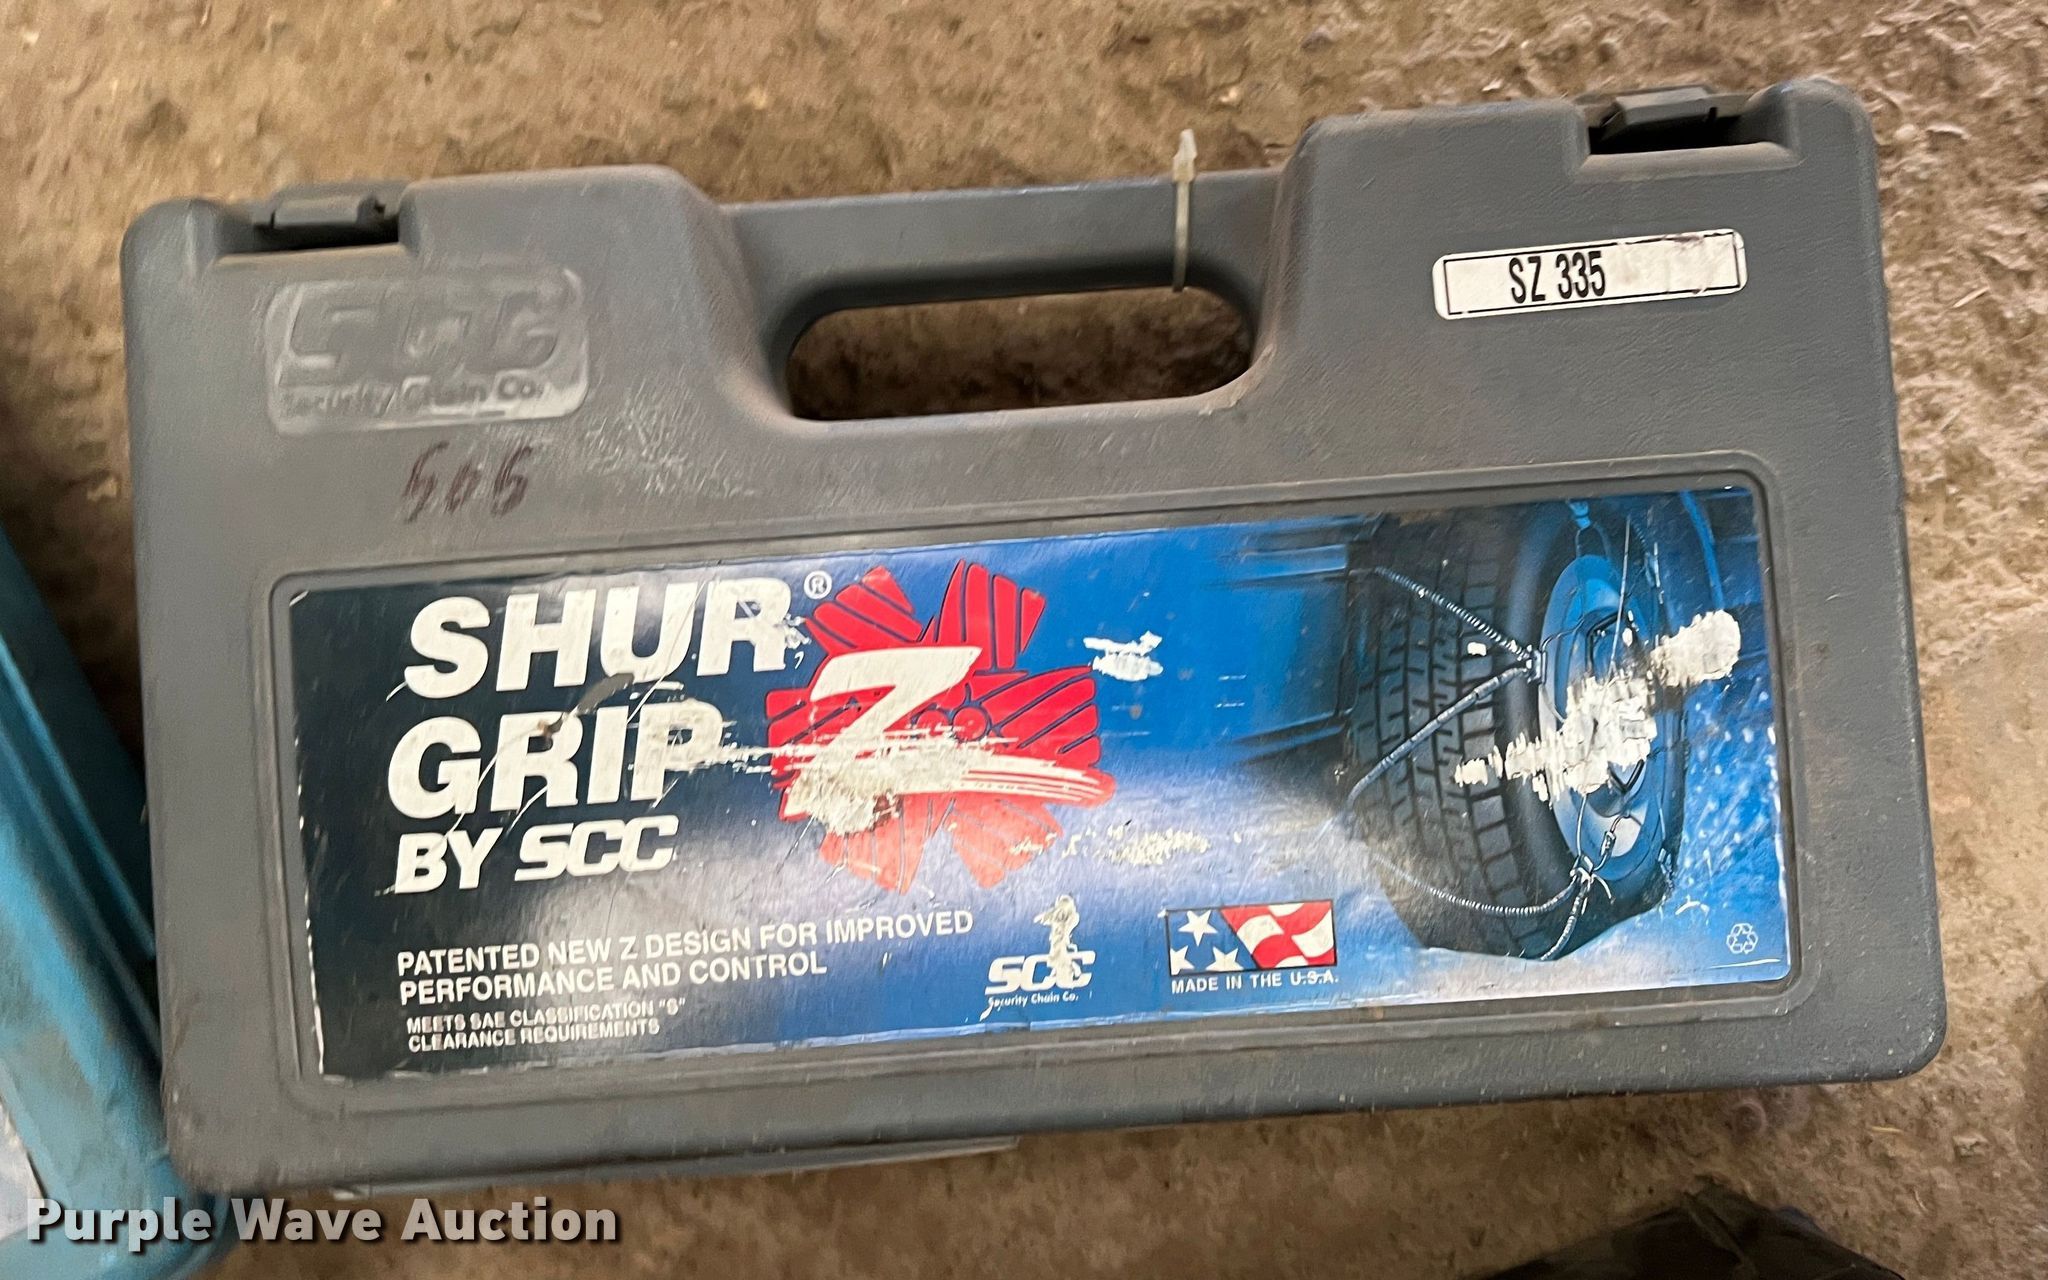 SZ 335
SCC
Security Chain Co.
SHUR®
GRIP Z
BY SCC
PATENTED NEW Z DESIGN FOR IMPROVED
PERFORMANCE AND CONTROL
MEETS SAE CLASSIFICATION "S"
CLEARANCE REQUIREMENTS
SCC
Security Chain Co.
MADE IN THE U.S.A.
Purple Wave Auction